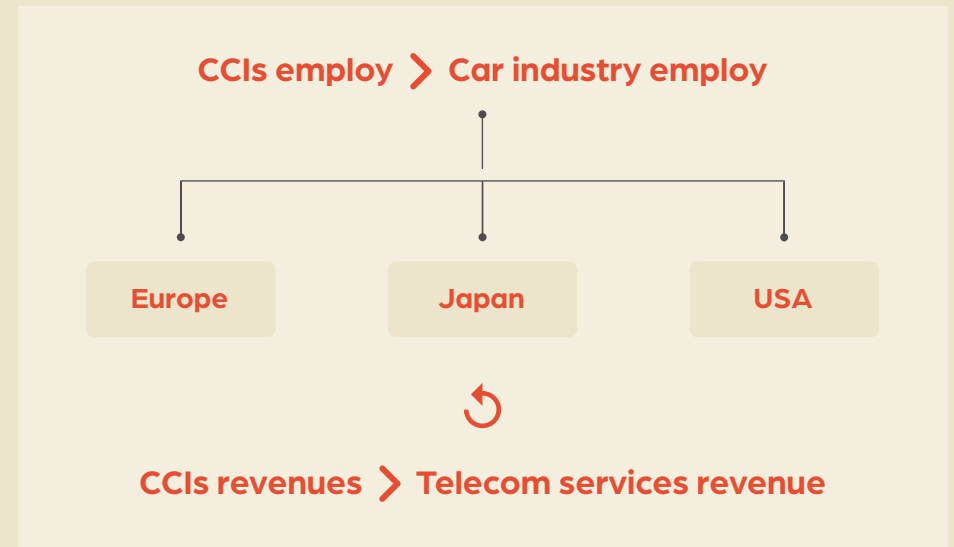 CCIs employ > Car industry employ
Europe
Japan
USA
CCIs revenues > Telecom services revenue